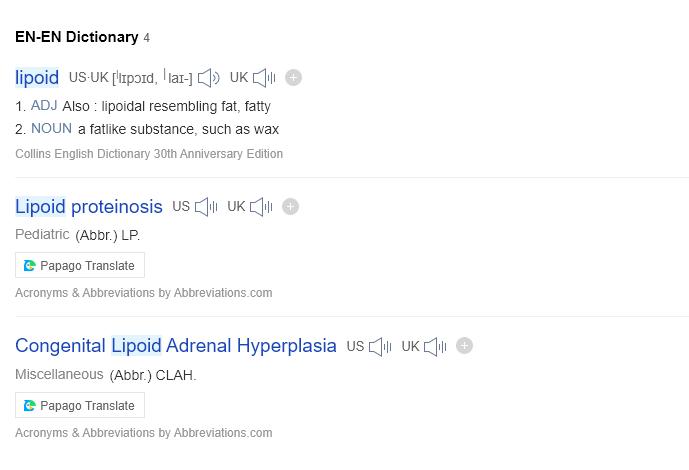 EN-EN Dictionary 4
lipoid US·UK [ˈlɪpɔɪd, ˈlaɪ-] UK
1. ADJ Also : lipoidal resembling fat, fatty
2. NOUN a fatlike substance, such as wax
Collins English Dictionary 30th Anniversary Edition
Lipoid proteinosis US UK
Pediatric (Abbr.) LP.
Papago Translate
Acronyms & Abbreviations by Abbreviations.com
Congenital Lipoid Adrenal Hyperplasia US UK
Miscellaneous (Abbr.) CLAH.
Papago Translate
Acronyms & Abbreviations by Abbreviations.com